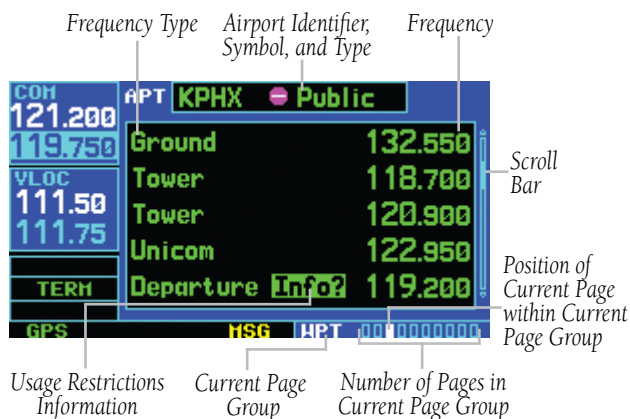 Frequency Type
Airport Identifier,
Symbol, and Type
Frequency
COM
121.200
119.750
VLOC
111.50
111.75
TERM
GPS
APT KPHX Public
Ground 132.550
Tower 118.700
Tower 120.900
Unicom 122.950
Departure Info? 119.200
MSG
WPT
Scroll
Bar
Position of
Current Page
within Current
Page Group
Usage Restrictions
Information
Current Page
Group
Number of Pages in
Current Page Group